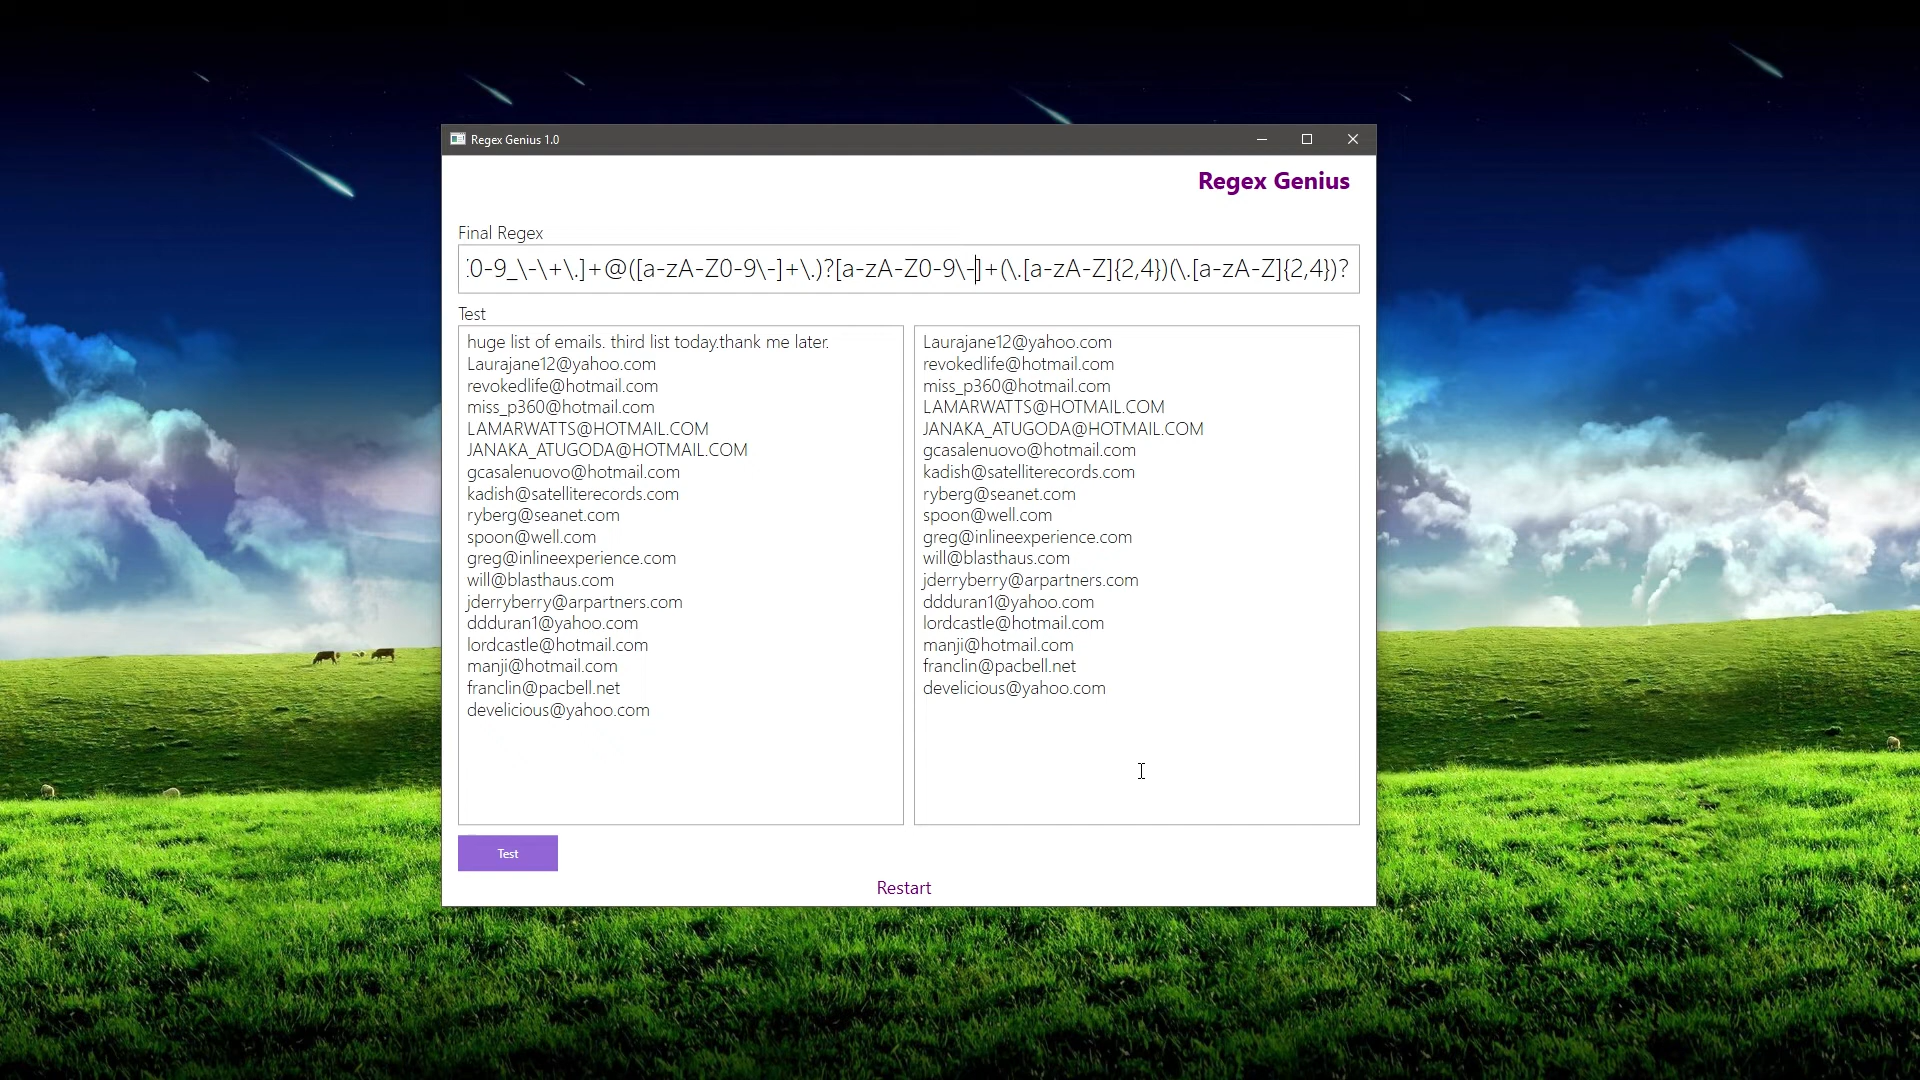 Regex Genius 1.0
Regex Genius
Final Regex
0-9_\-\+\.]+@([a-zA-Z0-9\-]+\.)?[a-zA-Z0-9\-]+(\.[a-zA-Z]{2,4})(\.[a-zA-Z]{2,4})?
Test
huge list of emails. third list today.thank me later.
Laurajane12@yahoo.com
revokedlife@hotmail.com
miss_p360@hotmail.com
LAMARWATTS@HOTMAIL.COM
JANAKA_ATUGODA@HOTMAIL.COM
gcasalenuovo@hotmail.com
kadish@satelliterecords.com
ryberg@seanet.com
spoon@well.com
greg@inlineexperience.com
will@blasthaus.com
jderryberry@arpartners.com
ddduran1@yahoo.com
lordcastle@hotmail.com
manji@hotmail.com
franclin@pacbell.net
develicious@yahoo.com
Laurajane12@yahoo.com
revokedlife@hotmail.com
miss_p360@hotmail.com
LAMARWATTS@HOTMAIL.COM
JANAKA_ATUGODA@HOTMAIL.COM
gcasalenuovo@hotmail.com
kadish@satelliterecords.com
ryberg@seanet.com
spoon@well.com
greg@inlineexperience.com
will@blasthaus.com
jderryberry@arpartners.com
ddduran1@yahoo.com
lordcastle@hotmail.com
manji@hotmail.com
franclin@pacbell.net
develicious@yahoo.com
Test
Restart